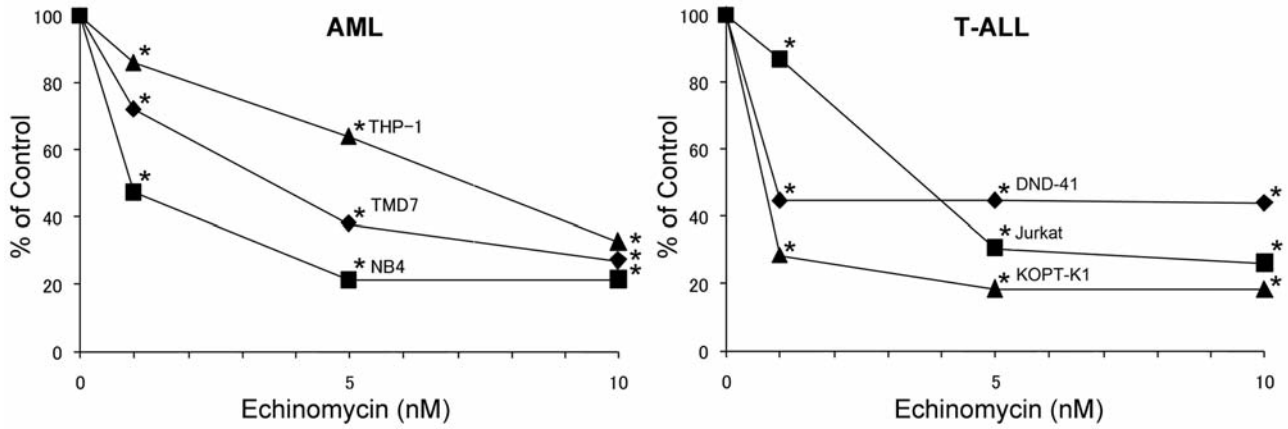 AML
% of Control
100
80
60
40
20
0
*
*
*
* THP-1
* TMD7
* NB4
*
*
*
0
5
10
Echinomycin (nM)
T-ALL
% of Control
100
80
60
40
20
0
*
*
*
* DND-41
* Jurkat
* KOPT-K1
*
*
*
0
5
10
Echinomycin (nM)